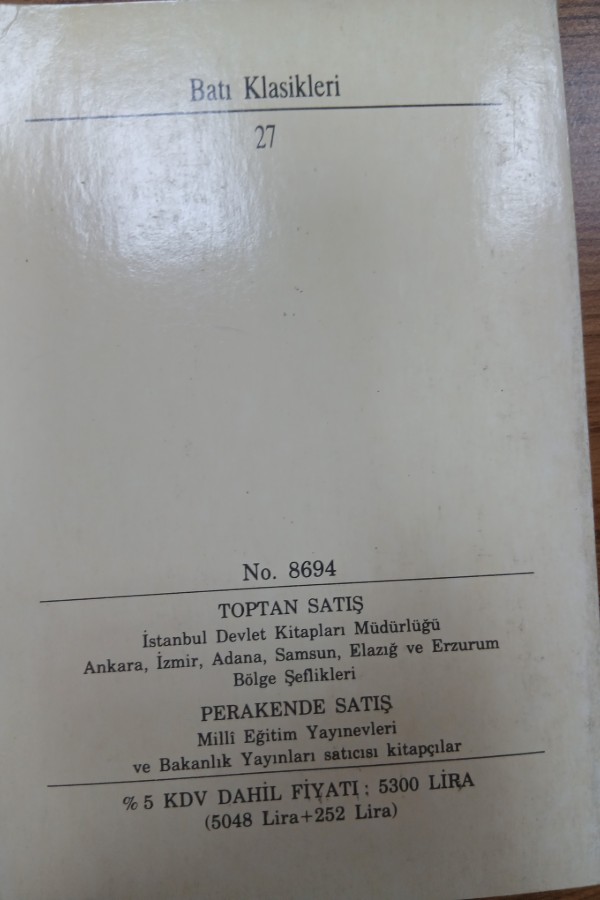 Batı Klasikleri
27
No. 8694
TOPTAN SATIŞ
İstanbul Devlet Kitapları Müdürlüğü
Ankara, İzmir, Adana, Samsun, Elazığ ve Erzurum
Bölge Şeflikleri
PERAKENDE SATIŞ
Millî Eğitim Yayınevleri
ve Bakanlık Yayınları satıcısı kitapçılar
% 5 KDV DAHİL FİYATI : 5300 LİRA
(5048 Lira+252 Lira)